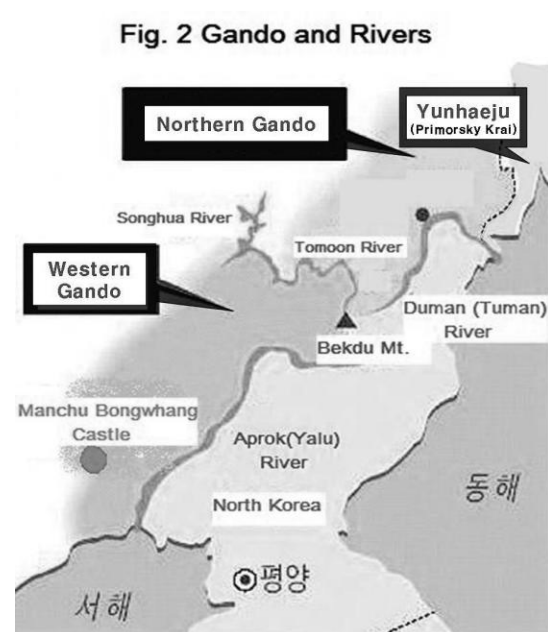 Fig. 2 Gando and Rivers
Northern Gando
Yunhaeju
(Primorsky Krai)
Songhua River
Tomoon River
Western
Gando
Duman (Tuman)
River
Bekdu Mt.
Manchu Bongwhang
Castle
Aprok(Yalu)
River
동해
North Korea
평양
서해